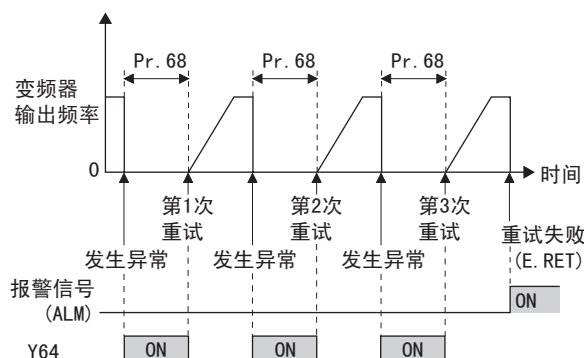 Pr. 68 Pr. 68 Pr. 68
变频器
输出频率
0
时间
第1次 第2次 第3次
重试 重试 重试
重试失败
发生异常 发生异常 发生异常 (E. RET)
报警信号
(ALM)
ON
Y64 ON ON ON